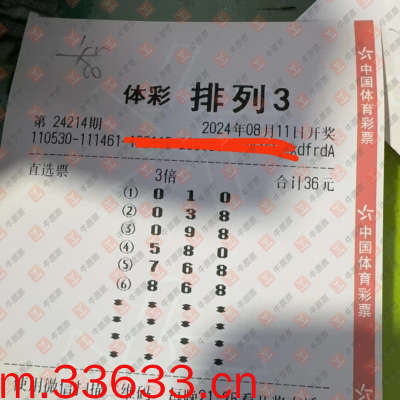 体彩 排列3
第 24214期 2024年08月11日开奖
110530-111461 dfrdA
直选票 3倍 合计36元
① 0 1 0
② 0 3 8
③ 0 9 8
④ 5 8 0
⑤ 7 6 8
⑥ 8 6 8
* * *
* * *
* * *
* * *
中国体育彩票
中国体育彩票
m.33633.cn